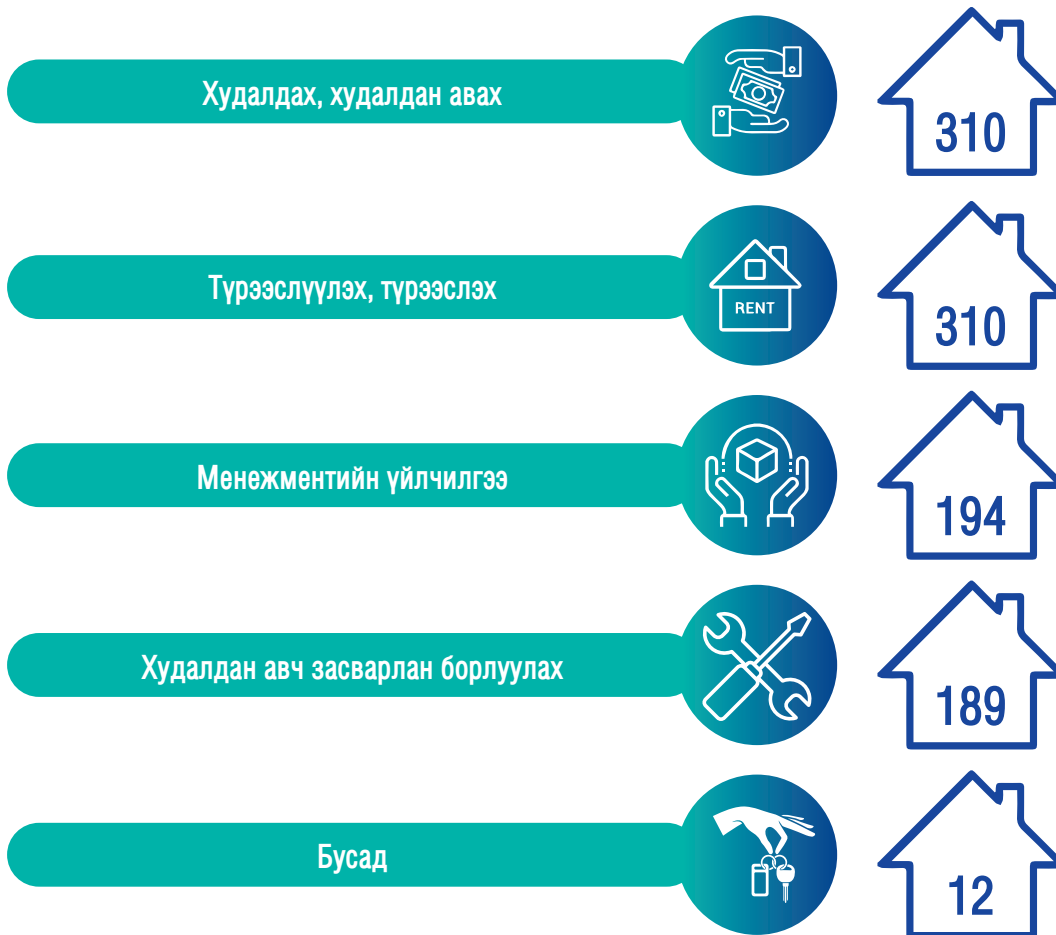 Худалдах, худалдан авах
310
Түрээслүүлэх, түрээслэх
RENT
310
Менежментийн үйлчилгээ
194
Худалдан авч засварлан борлуулах
189
Бусад
12